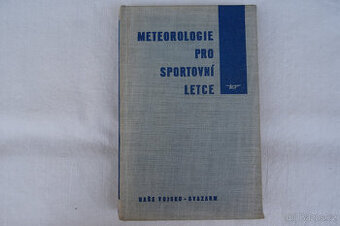 METEOROLOGIE
PRO
SPORTOVNÍ
LETCE
NAŠE VOJSKO - SVAZARM